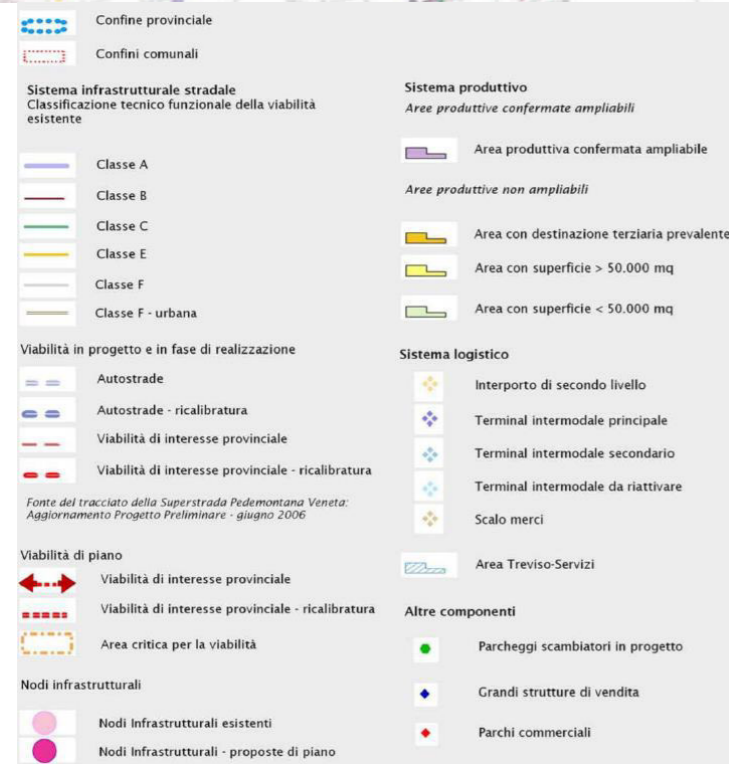 Confine provinciale
Confini comunali
Sistema infrastrutturale stradale
Classificazione tecnico funzionale della viabilità
esistente
Classe A
Classe B
Classe C
Classe E
Classe F
Classe F - urbana
Viabilità in progetto e in fase di realizzazione
Autostrade
Autostrade - ricalibratura
Viabilità di interesse provinciale
Viabilità di interesse provinciale - ricalibratura
Fonte del tracciato della Superstrada Pedemontana Veneta:
Aggiornamento Progetto Preliminare - giugno 2006
Viabilità di piano
Viabilità di interesse provinciale
Viabilità di interesse provinciale - ricalibratura
Area critica per la viabilità
Nodi infrastrutturali
Nodi Infrastrutturali esistenti
Nodi Infrastrutturali - proposte di piano
Sistema produttivo
Aree produttive confermate ampliabili
Area produttiva confermata ampliabile
Aree produttive non ampliabili
Area con destinazione terziaria prevalente
Area con superficie > 50.000 mq
Area con superficie < 50.000 mq
Sistema logistico
Interporto di secondo livello
Terminal intermodale principale
Terminal intermodale secondario
Terminal intermodale da riattivare
Scalo merci
Area Treviso-Servizi
Altre componenti
Parcheggi scambiatori in progetto
Grandi strutture di vendita
Parchi commerciali